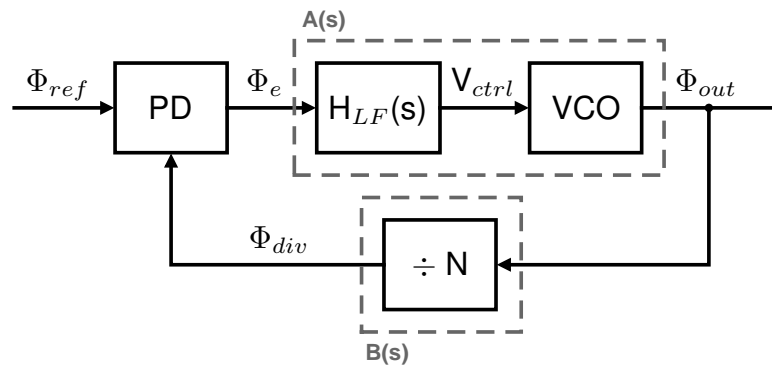 A(s)
Φref
PD
Φe
HLF(s)
Vctrl
VCO
Φout
Φdiv
÷ N
B(s)